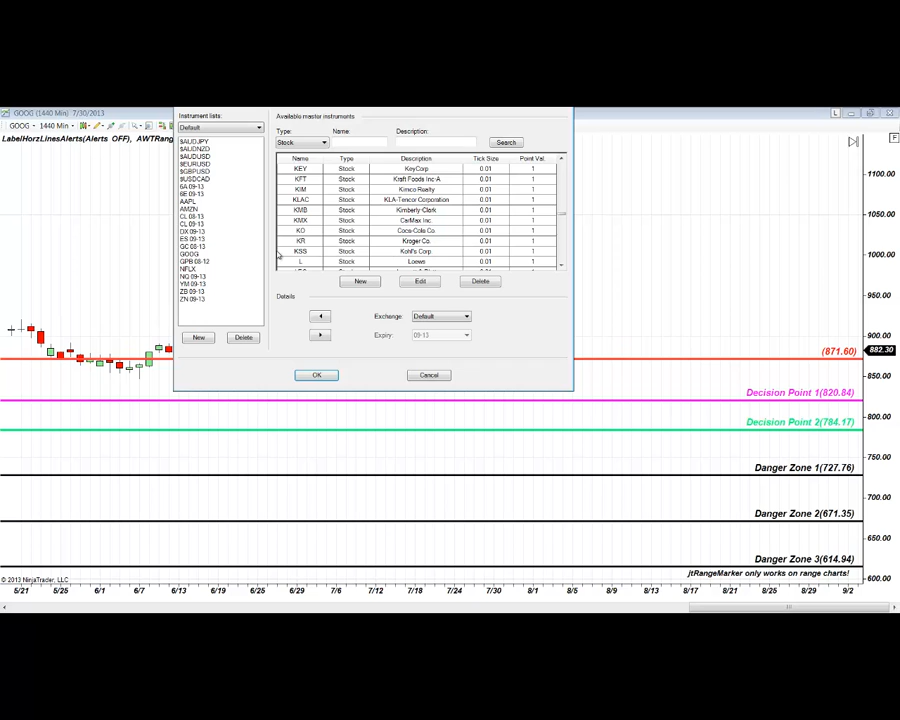 GOOG (1440 Min) 7/30/2013
L
GOOG 1440 Min
F
LabelHorzLinesAlerts(Alerts OFF), AWTRang
Instrument lists:
Default
$AUDJPY
$AUDNZD
$AUDUSD
$EURUSD
$GBPUSD
$USDCAD
6A 09-13
6E 09-13
AAPL
AMZN
CL 08-13
CL 09-13
DX 09-13
ES 09-13
GC 08-13
GOOG
GPB 08-12
NFLX
NQ 09-13
YM 09-13
ZB 09-13
ZN 09-13
New Delete
Available master instruments
Type: Name: Description:
Stock Search
Name Type Description Tick Size Point Val.
KEY Stock KeyCorp 0.01 1
KFT Stock Kraft Foods Inc-A 0.01 1
KIM Stock Kimco Realty 0.01 1
KLAC Stock KLA-Tencor Corporation 0.01 1
KMB Stock Kimberly-Clark 0.01 1
KMX Stock CarMax Inc. 0.01 1
KO Stock Coca-Cola Co. 0.01 1
KR Stock Kroger Co. 0.01 1
KSS Stock Kohl's Corp. 0.01 1
L Stock Loews 0.01 1
New Edit Delete
Details
Exchange: Default
Expiry: 09-13
OK Cancel
1100.00
1050.00
1000.00
950.00
900.00
(871.60)
882.30
850.00
Decision Point 1(820.84)
800.00
Decision Point 2(784.17)
750.00
Danger Zone 1(727.76)
700.00
Danger Zone 2(671.35)
650.00
Danger Zone 3(614.94)
600.00
© 2013 NinjaTrader, LLC
jtRangeMarker only works on range charts!
5/21 5/25 6/1 6/7 6/13 6/19 6/25 6/29 7/6 7/12 7/18 7/24 7/30 8/5 8/11 8/17 8/21 8/25 8/29 9/2